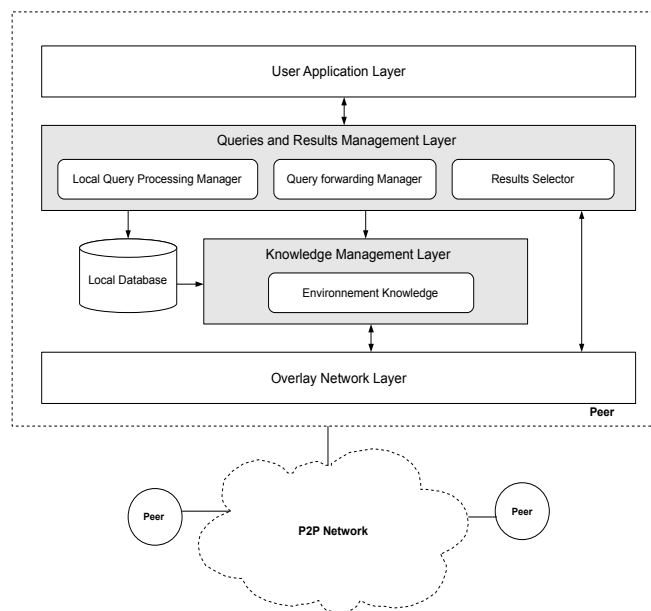 User Application Layer
Queries and Results Management Layer
Local Query Processing Manager
Query forwarding Manager
Results Selector
Knowledge Management Layer
Local Database
Environnement Knowledge
Overlay Network Layer
Peer
Peer
P2P Network
Peer